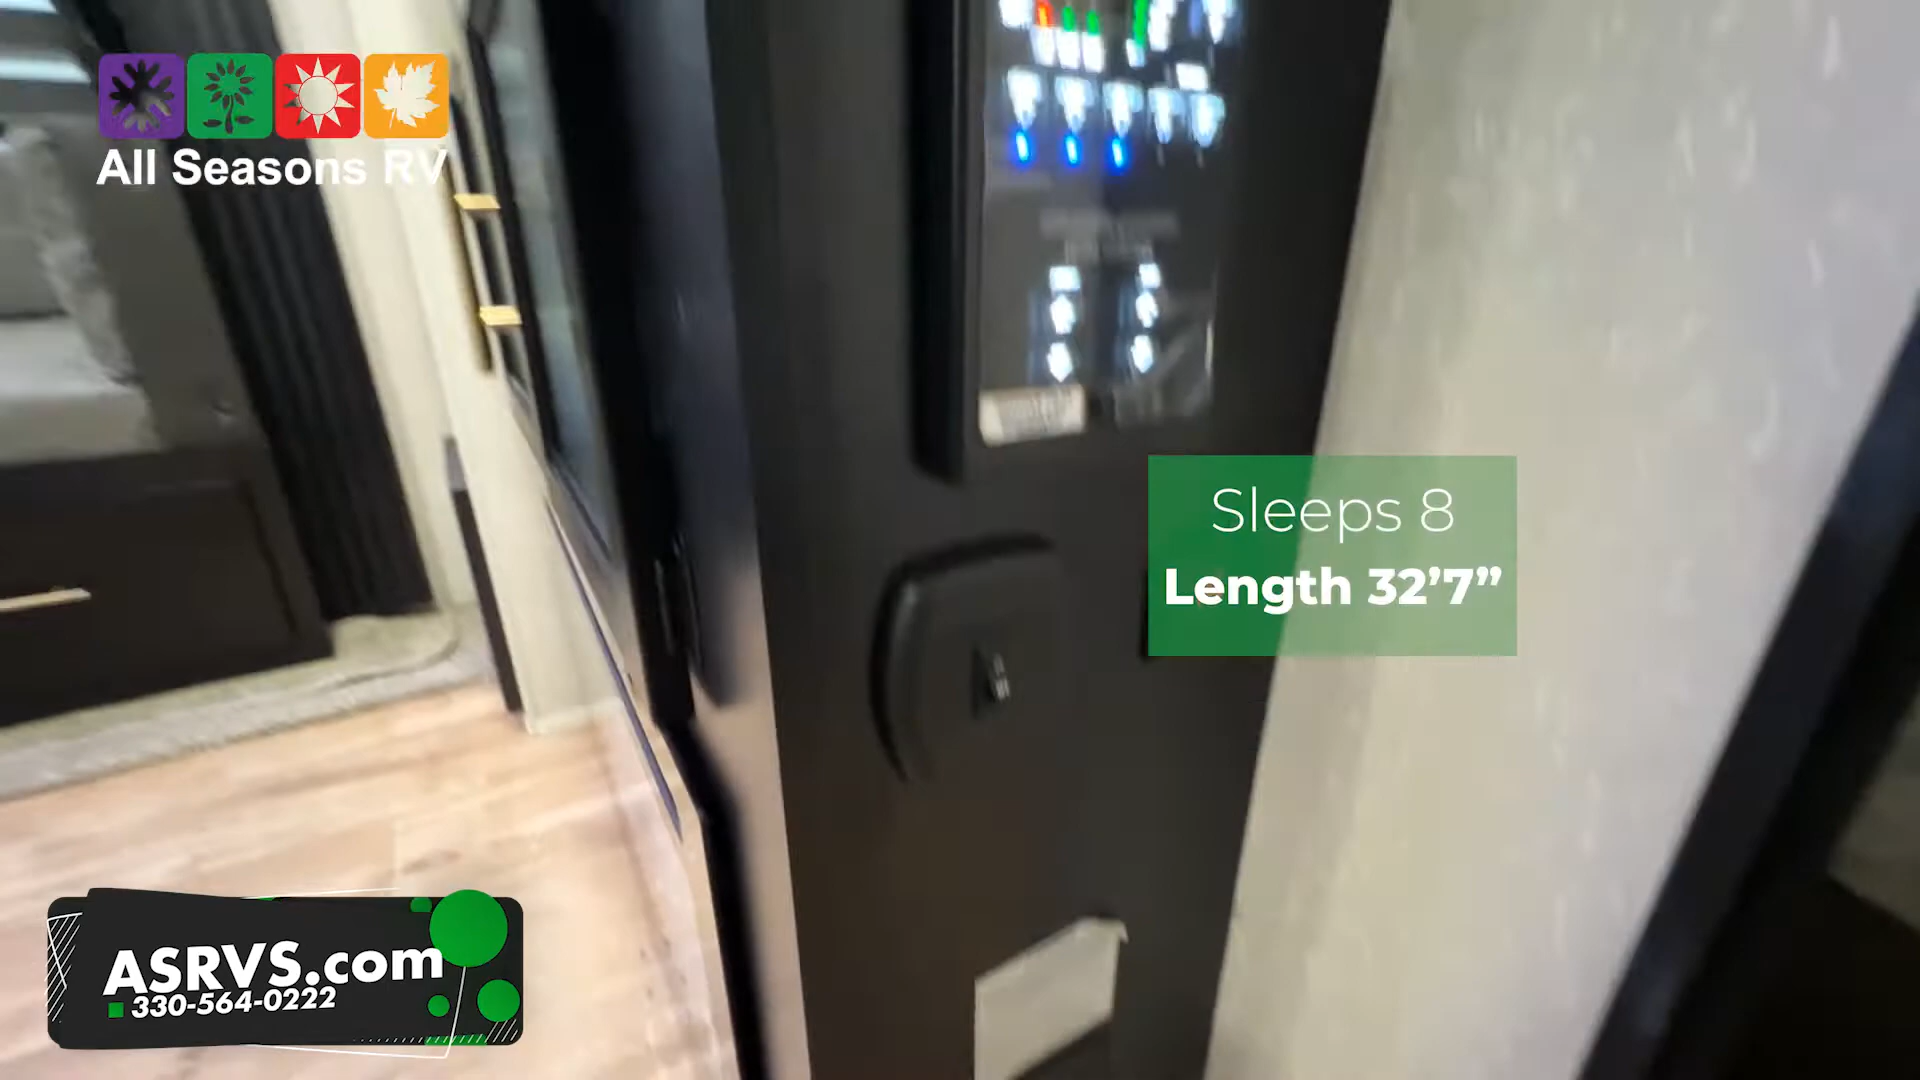 All Seasons RV
Sleeps 8
Length 32’7”
ASRVS.com
330-564-0222